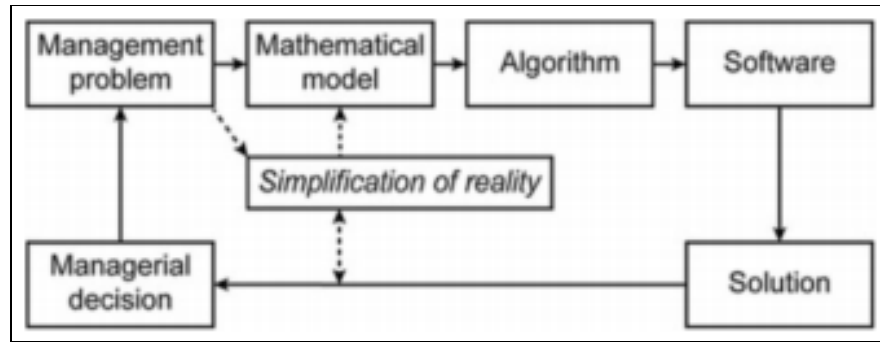 Management
problem
Mathematical
model
Algorithm
Software
Simplification of reality
Managerial
decision
Solution